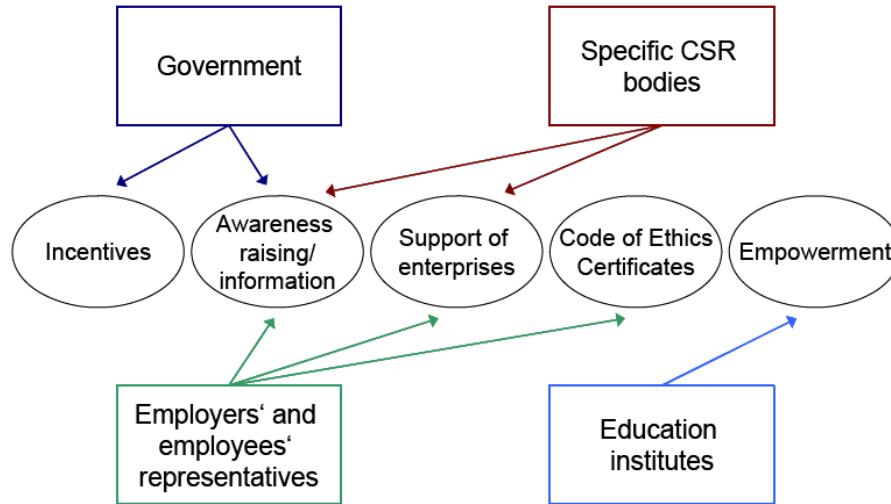 Government
Specific CSR
bodies
Incentives
Awareness
raising/
information
Support of
enterprises
Code of Ethics
Certificates
Empowerment
Employers‘ and
employees‘
representatives
Education
institutes